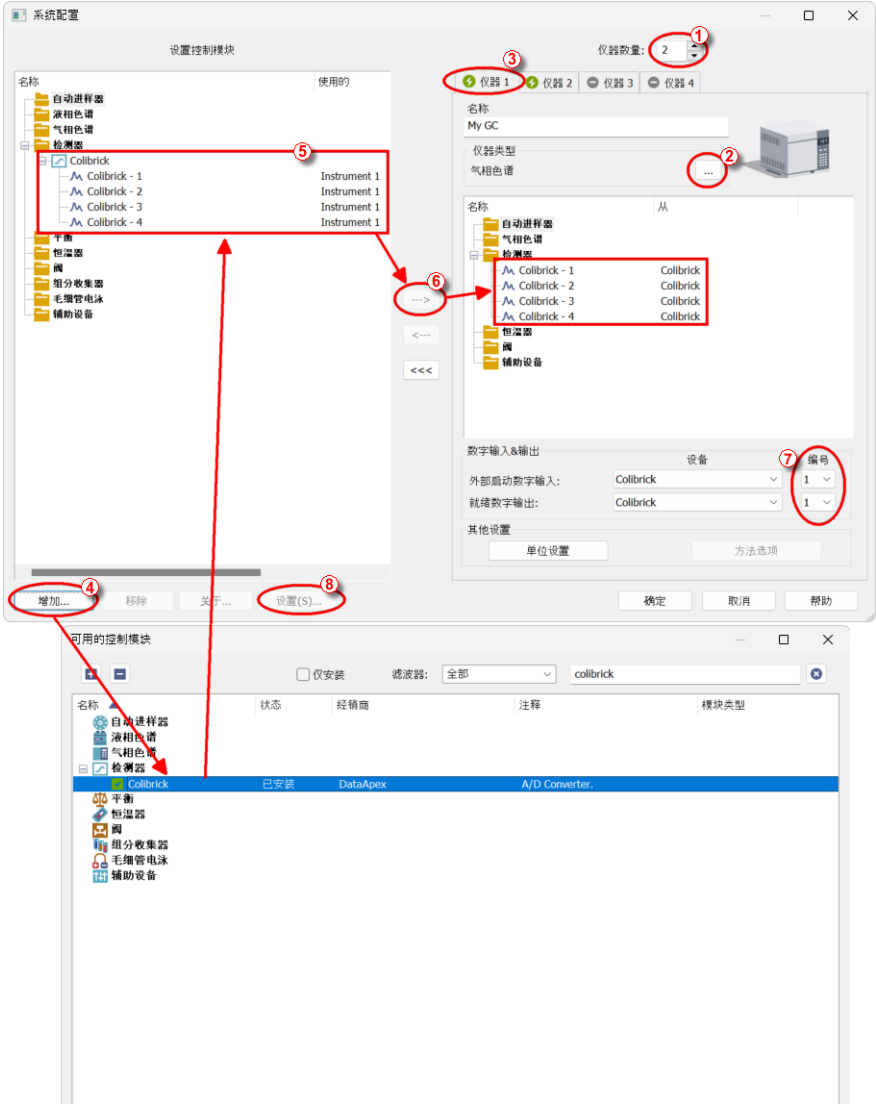 系统配置
设置控制模块
仪器数量: 2 ①
名称 使用的
自动进样器
液相色谱
气相色谱
检测器
Colibrick ⑤
Colibrick - 1 Instrument 1
Colibrick - 2 Instrument 1
Colibrick - 3 Instrument 1
Colibrick - 4 Instrument 1
平衡
恒温器
阀
组分收集器
毛细管电泳
辅助设备
⑥
--->
<---
<<<
③
仪器 1 仪器 2 仪器 3 仪器 4
名称
My GC
仪器类型
气相色谱 ... ②
名称 从
自动进样器
气相色谱
检测器
Colibrick - 1 Colibrick
Colibrick - 2 Colibrick
Colibrick - 3 Colibrick
Colibrick - 4 Colibrick
恒温器
阀
辅助设备
数字输入&输出
设备 ⑦ 编号
外部启动数字输入: Colibrick 1
就绪数字输出: Colibrick 1
其他设置
单位设置 方法选项
增加... ④ 移除 关于... 设置(S)... ⑧ 确定 取消 帮助
可用的控制模块
仅安装 滤波器: 全部 colibrick
名称 状态 经销商 注释 模块类型
自动进样器
液相色谱
气相色谱
检测器
Colibrick 已安装 DataApex A/D Converter.
平衡
恒温器
阀
组分收集器
毛细管电泳
辅助设备